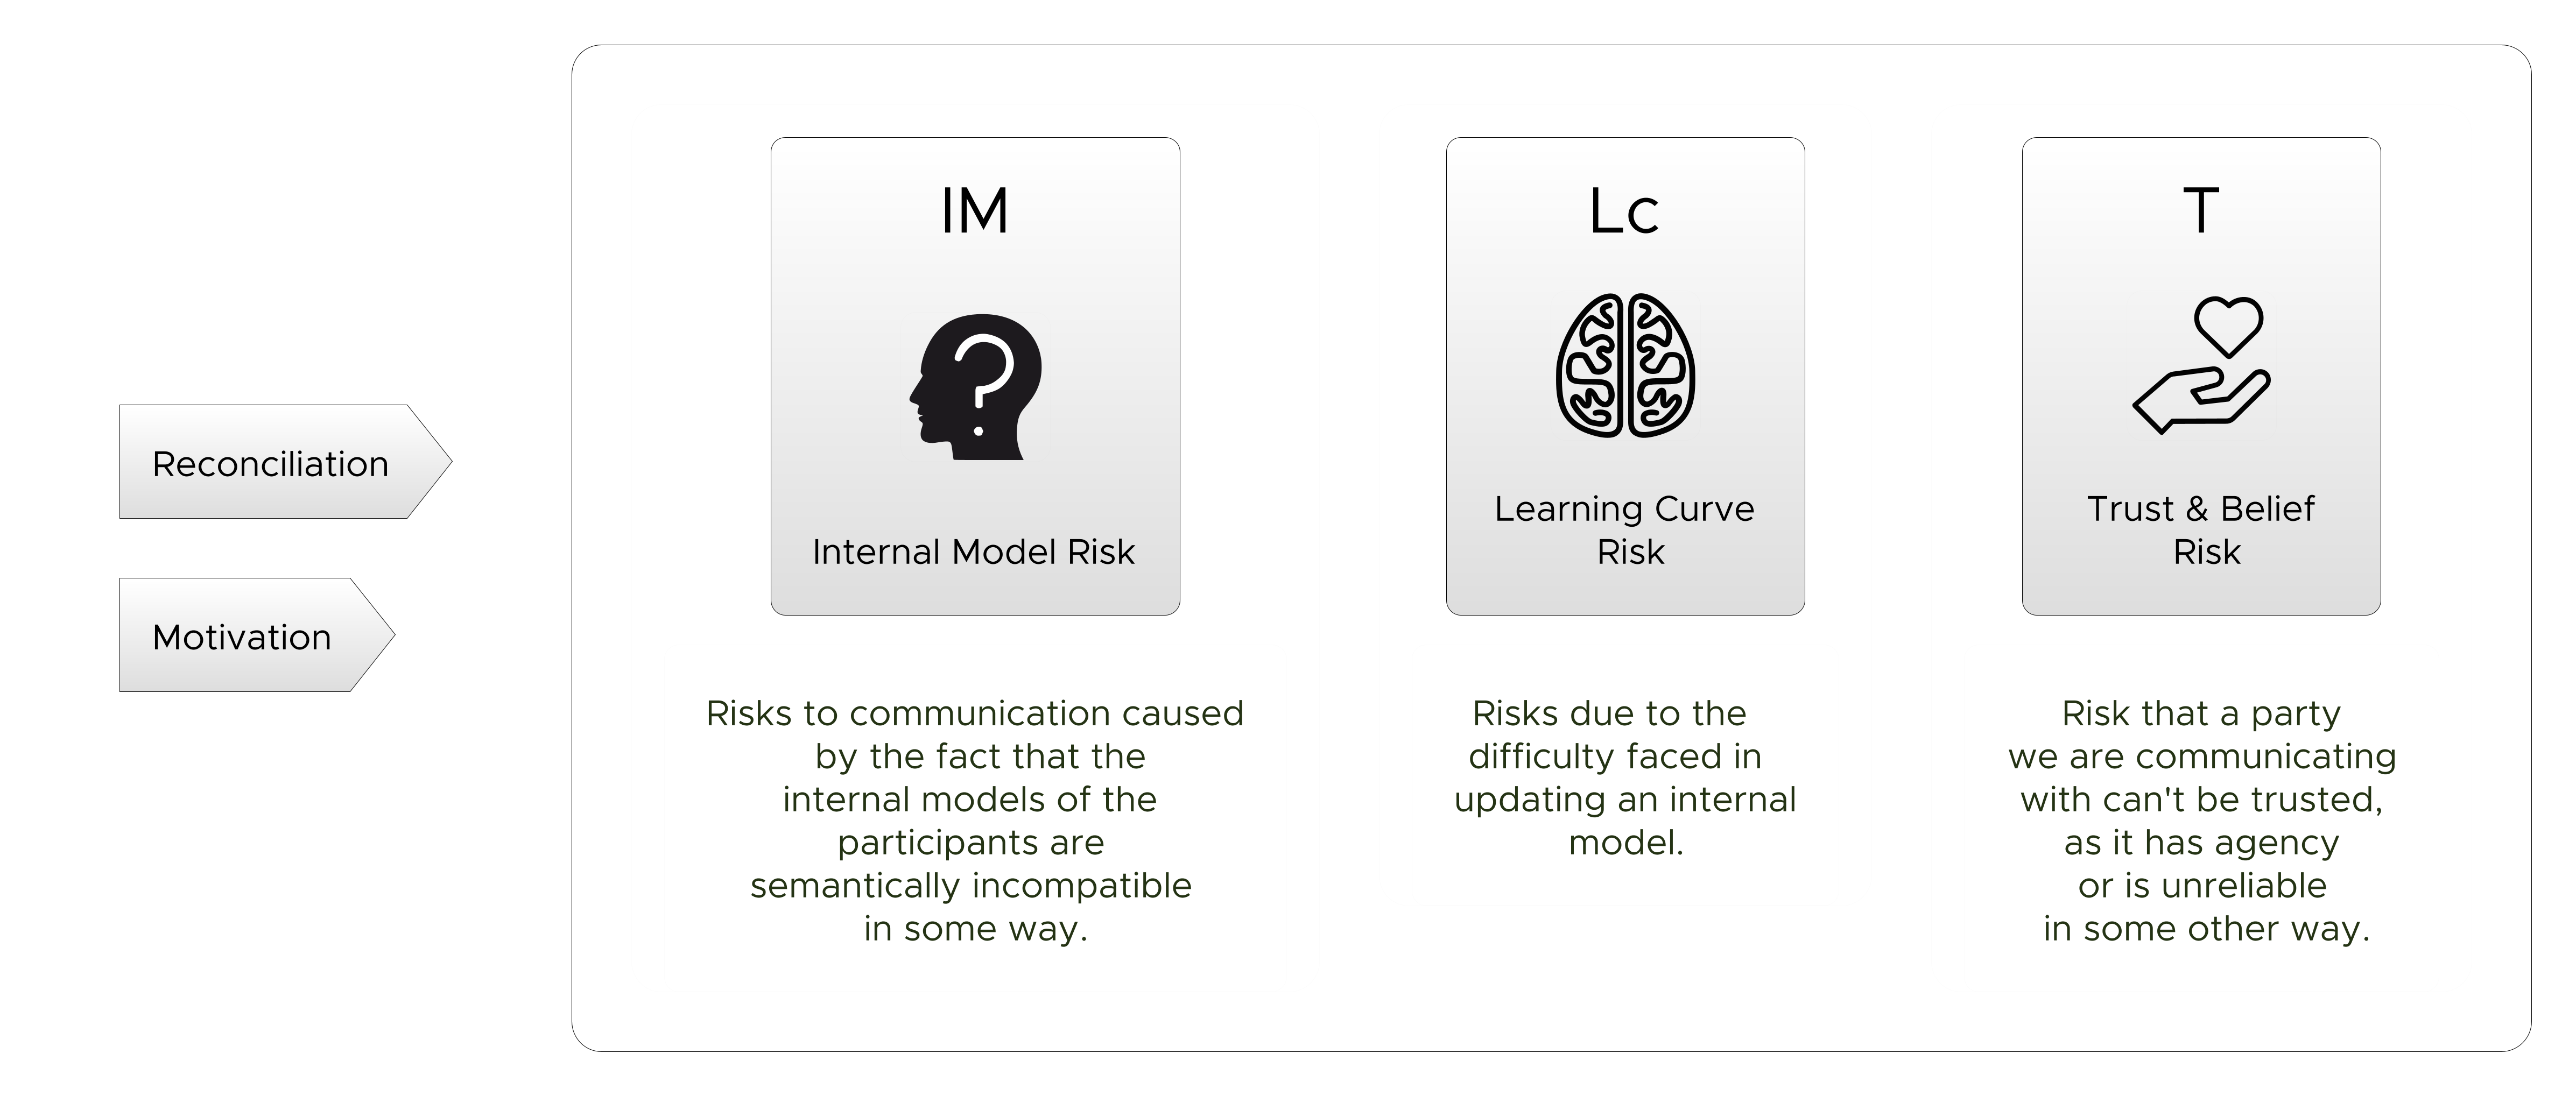 Reconciliation
Motivation
IM
Internal Model Risk
Risks to communication caused
by the fact that the
internal models of the
participants are
semantically incompatible
in some way.
Lc
Learning Curve
Risk
Risks due to the
difficulty faced in
updating an internal
model.
T
Trust & Belief
Risk
Risk that a party
we are communicating
with can't be trusted,
as it has agency
or is unreliable
in some other way.